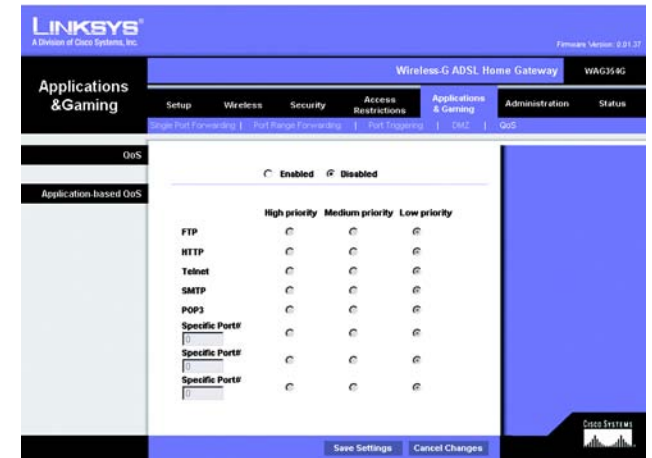 LINKSYS®
A Division of Cisco Systems, Inc.
Firmware Version: 0.01.37
Applications &Gaming
Wireless-G ADSL Home Gateway WAG354G
Setup Wireless Security Access Restrictions Applications & Gaming Administration Status
Single Port Forwarding | Port Range Forwarding | Port Triggering | DMZ | QoS
QoS
Enabled Disabled
Application-based QoS
High priority Medium priority Low priority
FTP
HTTP
Telnet
SMTP
POP3
Specific Port#
0
Specific Port#
0
Specific Port#
0
Save Settings Cancel Changes
CISCO SYSTEMS